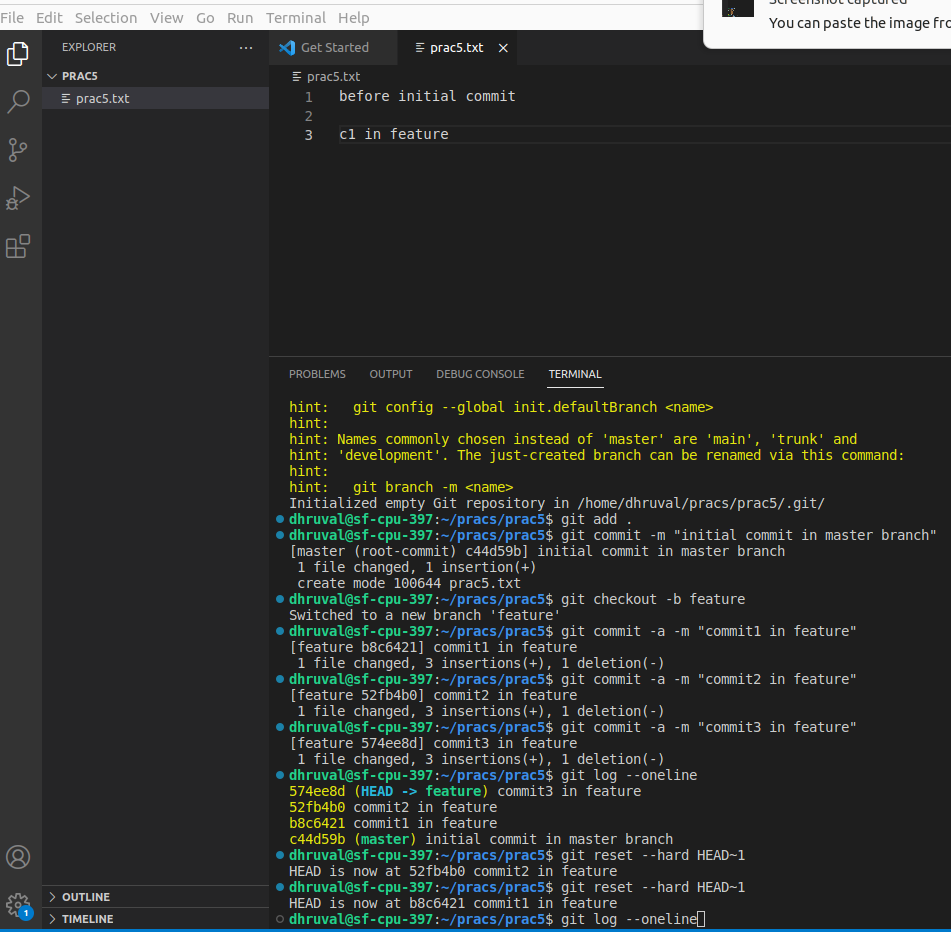 File Edit Selection View Go Run Terminal Help
Screenshot captured
You can paste the image fro
EXPLORER ...
Get Started
prac5.txt
PRAC5
prac5.txt
prac5.txt
1 before initial commit
2
3 c1 in feature
PROBLEMS OUTPUT DEBUG CONSOLE TERMINAL
hint:   git config --global init.defaultBranch <name>
hint:
hint: Names commonly chosen instead of 'master' are 'main', 'trunk' and
hint: 'development'. The just-created branch can be renamed via this command:
hint:
hint:   git branch -m <name>
Initialized empty Git repository in /home/dhruval/pracs/prac5/.git/
dhruval@sf-cpu-397:~/pracs/prac5$ git add .
dhruval@sf-cpu-397:~/pracs/prac5$ git commit -m "initial commit in master branch"
[master (root-commit) c44d59b] initial commit in master branch
 1 file changed, 1 insertion(+)
 create mode 100644 prac5.txt
dhruval@sf-cpu-397:~/pracs/prac5$ git checkout -b feature
Switched to a new branch 'feature'
dhruval@sf-cpu-397:~/pracs/prac5$ git commit -a -m "commit1 in feature"
[feature b8c6421] commit1 in feature
 1 file changed, 3 insertions(+), 1 deletion(-)
dhruval@sf-cpu-397:~/pracs/prac5$ git commit -a -m "commit2 in feature"
[feature 52fb4b0] commit2 in feature
 1 file changed, 3 insertions(+), 1 deletion(-)
dhruval@sf-cpu-397:~/pracs/prac5$ git commit -a -m "commit3 in feature"
[feature 574ee8d] commit3 in feature
 1 file changed, 3 insertions(+), 1 deletion(-)
dhruval@sf-cpu-397:~/pracs/prac5$ git log --oneline
574ee8d (HEAD -> feature) commit3 in feature
52fb4b0 commit2 in feature
b8c6421 commit1 in feature
c44d59b (master) initial commit in master branch
dhruval@sf-cpu-397:~/pracs/prac5$ git reset --hard HEAD~1
HEAD is now at 52fb4b0 commit2 in feature
dhruval@sf-cpu-397:~/pracs/prac5$ git reset --hard HEAD~1
HEAD is now at b8c6421 commit1 in feature
dhruval@sf-cpu-397:~/pracs/prac5$ git log --oneline
OUTLINE
1
TIMELINE